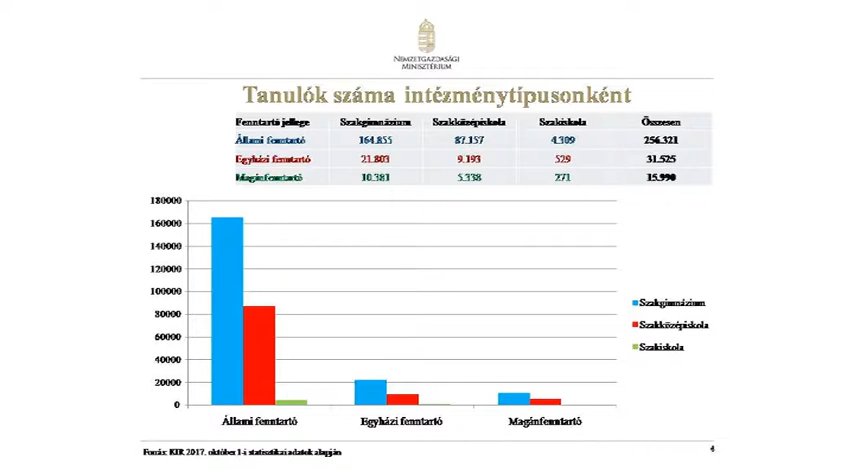 NEMZETGAZDASÁGI
MINISZTÉRIUM
Tanulók száma intézménytípusonként
Fenntartó jellege Szakgimnázium Szakközépiskola Szakiskola Összesen
Állami fenntartó 164.855 87.157 4.309 256.321
Egyházi fenntartó 21.803 9.193 529 31.525
Magánfenntartó 10.381 5.338 271 15.990
180000
160000
140000
120000
100000
80000
60000
40000
20000
0
Szakgimnázium
Szakközépiskola
Szakiskola
Állami fenntartó Egyházi fenntartó Magánfenntartó
Forrás: KIR 2017. október 1-i statisztikai adatok alapján
4